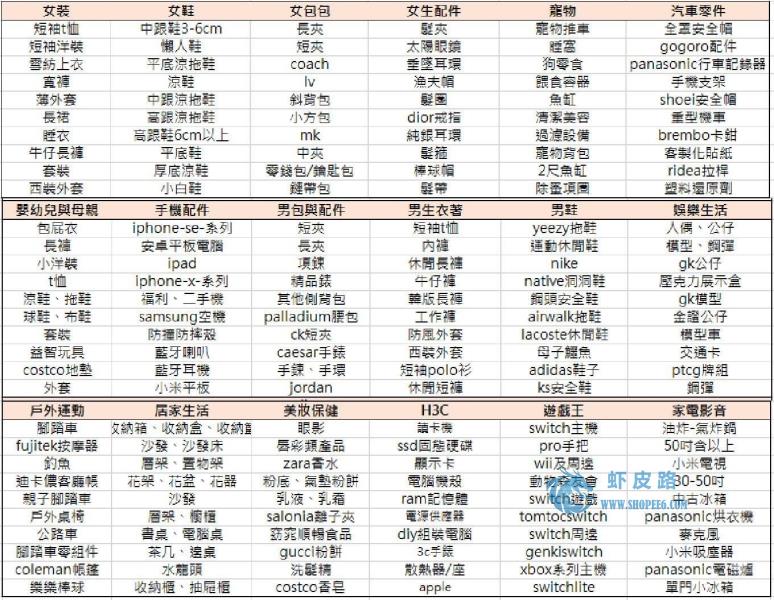 女裝 女鞋 女包包 女生配件 寵物 汽車零件
短袖t恤 中跟鞋3-6cm 長夾 髮夾 寵物推車 全罩安全帽
短袖洋裝 懶人鞋 短夾 太陽眼鏡 睡窩 gogoro配件
雪紡上衣 平底涼拖鞋 coach 垂墜耳環 狗零食 panasonic行車記錄器
寬褲 涼鞋 lv 漁夫帽 餵食容器 手機支架
薄外套 中跟涼拖鞋 斜背包 髮圈 魚缸 shoei安全帽
長裙 高跟涼拖鞋 小方包 dior戒指 清潔美容 重型機車
睡衣 高跟鞋6cm以上 mk 純銀耳環 過濾設備 brembo卡鉗
牛仔長褲 平底鞋 中夾 髮箍 寵物背包 客製化貼紙
套裝 厚底涼鞋 零錢包/鑰匙包 棒球帽 2尺魚缸 ridea拉桿
西裝外套 小白鞋 鏈帶包 髮帶 除蚤項圈 塑料還原劑
嬰幼兒與母親 手機配件 男包與配件 男生衣著 男鞋 娛樂生活
包屁衣 iphone-se-系列 短夾 短袖t恤 yeezy拖鞋 人偶、公仔
長褲 安卓平板電腦 長夾 內褲 運動休閒鞋 模型、鋼彈
小洋裝 ipad 項鍊 休閒長褲 nike gk公仔
t恤 iphone-x-系列 精品錶 牛仔褲 native洞洞鞋 壓克力展示盒
涼鞋、拖鞋 福利、二手機 其他側背包 韓版長褲 鋼頭安全鞋 gk模型
球鞋、布鞋 samsung空機 palladium腰包 工作褲 airwalk拖鞋 金證公仔
套裝 防撞防摔殼 ck短夾 防風外套 lacoste休閒鞋 模型車
益智玩具 藍牙喇叭 caesar手錶 西裝外套 母子鱷魚 交通卡
costco地墊 藍牙耳機 手鍊、手環 短袖polo衫 adidas鞋子 ptcg牌組
外套 小米平板 jordan 休閒短褲 ks安全鞋 鋼彈
戶外運動 居家生活 美妝保健 H3C 遊戲王 家電影音
腳踏車 收納箱、收納盒、收納籃 眼影 讀卡機 switch主機 油炸-氣炸鍋
fujitek按摩器 沙發、沙發床 唇彩類產品 ssd固態硬碟 pro手把 50吋含以上
釣魚 層架、置物架 zara香水 顯示卡 wii及周邊 小米電視
迪卡儂客廳帳 花架、花盆、花器 粉底、氣墊粉餅 電腦機殼 動物森友會 30-50吋
親子腳踏車 沙發 乳液、乳霜 ram記憶體 switch遊戲 中古冰箱
戶外桌椅 層架、櫥櫃 salonia離子夾 電源供應器 tomtocswitch panasonic烘衣機
公路車 書桌、電腦桌 窈窕順暢食品 diy組裝電腦 switch周邊 麥克風
腳踏車零組件 茶几、邊桌 gucci粉餅 3c手錶 genkiswitch 小米吸塵器
coleman帳篷 水龍頭 洗髮精 散熱器/座 xbox系列主機 panasonic電磁爐
樂樂棒球 收納櫃、抽屜櫃 costco香皂 apple switchlite 單門小冰箱
虾皮路
WWW.SHOPEE6.COM